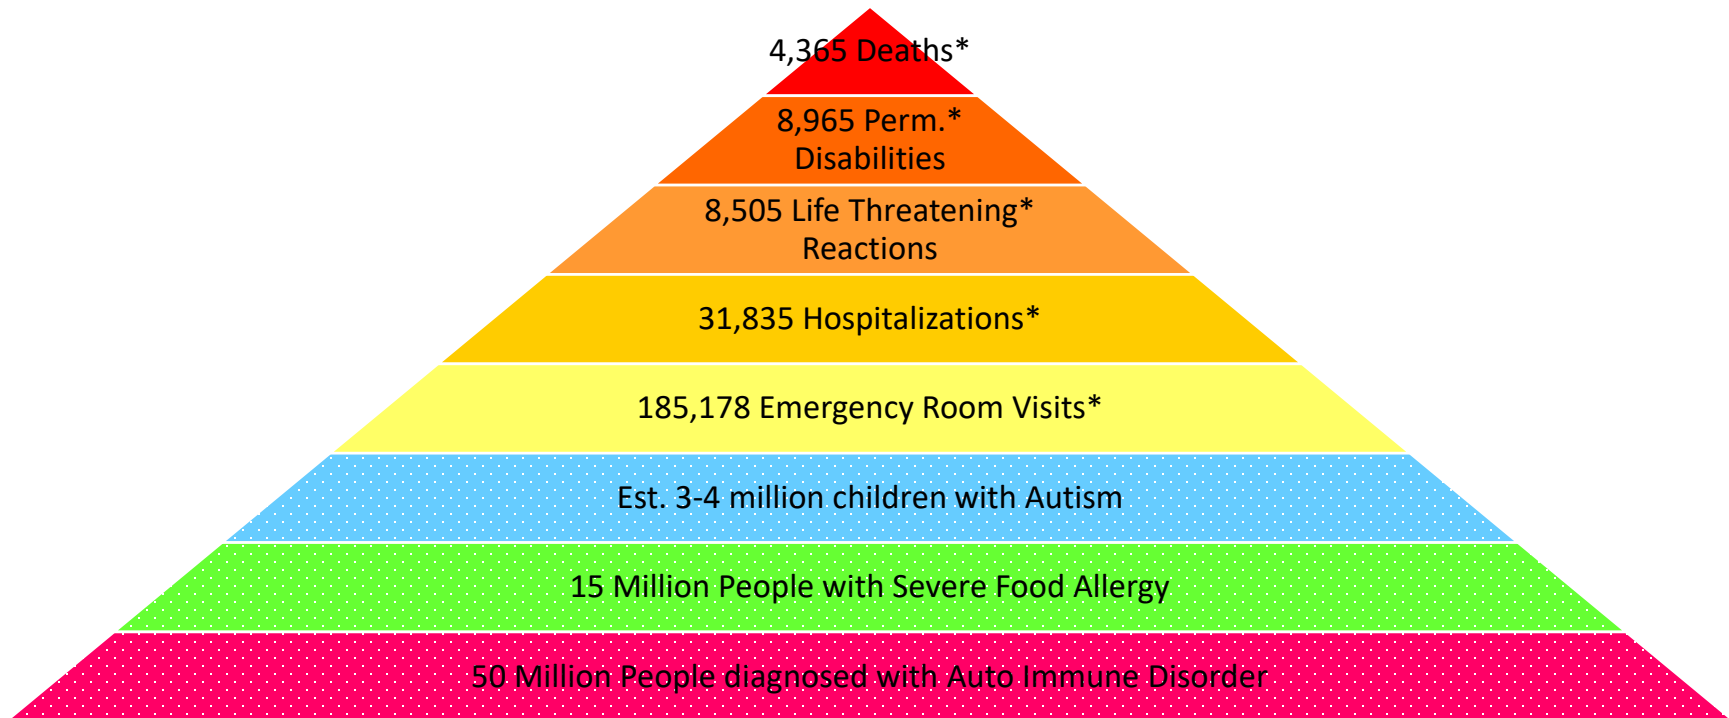 4,365 Deaths*
8,965 Perm.*
Disabilities
8,505 Life Threatening*
Reactions
31,835 Hospitalizations*
185,178 Emergency Room Visits*
Est. 3-4 million children with Autism
15 Million People with Severe Food Allergy
50 Million People diagnosed with Auto Immune Disorder